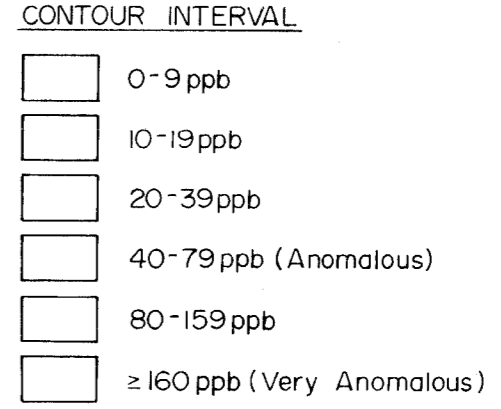 CONTOUR INTERVAL
0-9 ppb
10-19 ppb
20-39 ppb
40-79 ppb (Anomalous)
80-159 ppb
≥ 160 ppb (Very Anomalous)